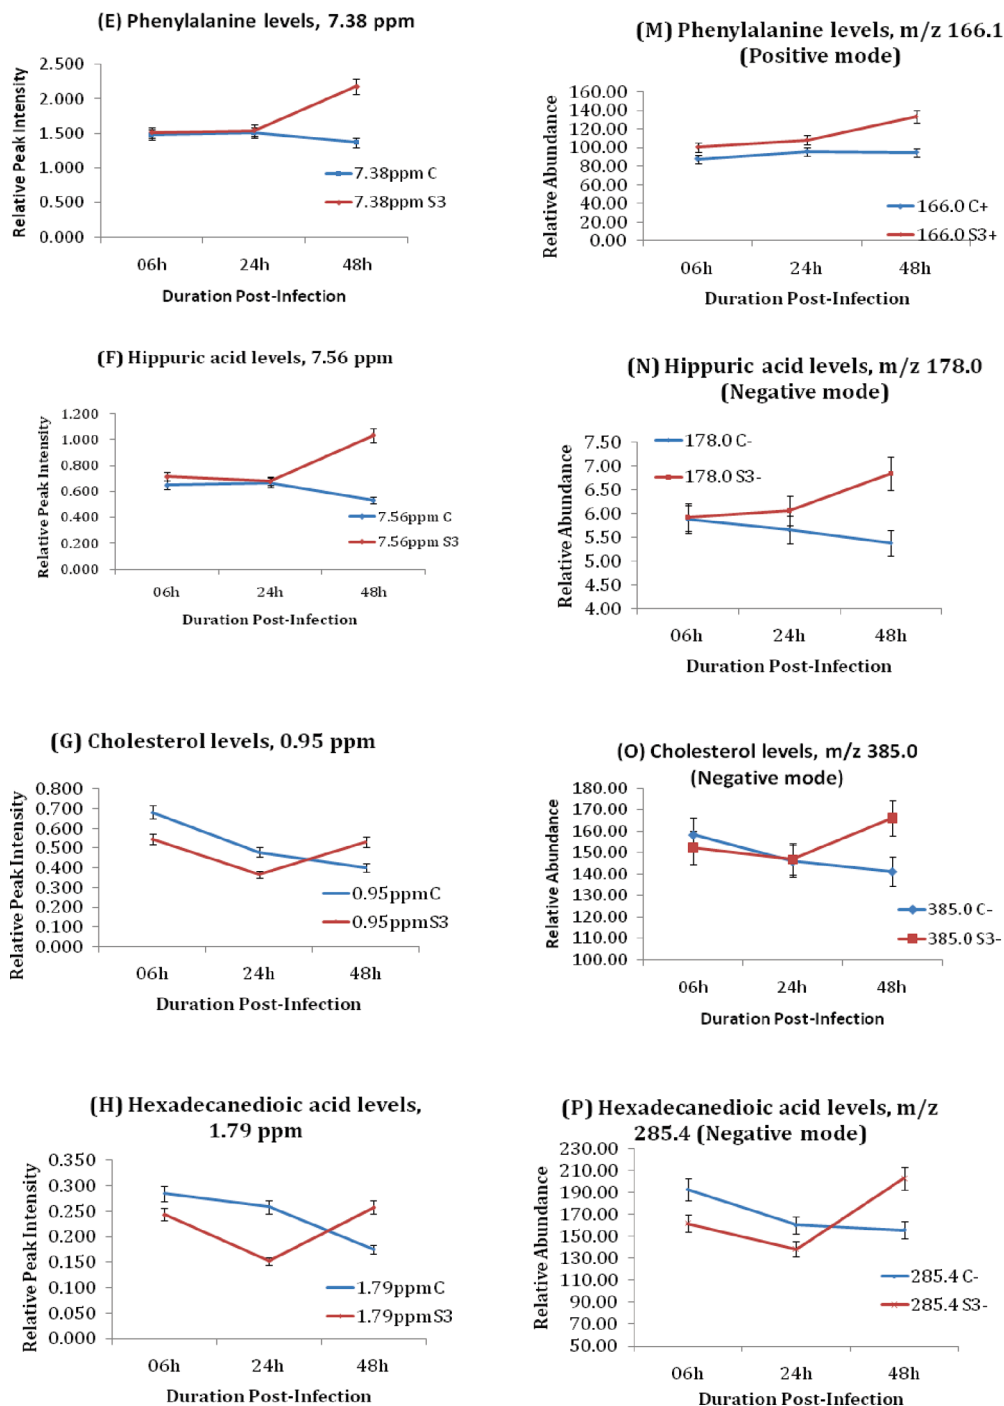 (E) Phenylalanine levels, 7.38 ppm
Relative Peak Intensity
2.500
2.000
1.500
1.000
0.500
0.000
7.38ppm C
7.38ppm S3
06h 24h 48h
Duration Post-Infection
(M) Phenylalanine levels, m/z 166.1
(Positive mode)
Relative Abundance
160.00
140.00
120.00
100.00
80.00
60.00
40.00
20.00
0.00
166.0 C+
166.0 S3+
06h 24h 48h
Duration Post-Infection
(F) Hippuric acid levels, 7.56 ppm
Relative Peak Intensity
1.200
1.000
0.800
0.600
0.400
0.200
0.000
7.56ppm C
7.56ppm S3
06h 24h 48h
Duration Post-Infection
(N) Hippuric acid levels, m/z 178.0
(Negative mode)
Relative Abundance
7.50
7.00
6.50
6.00
5.50
5.00
4.50
4.00
178.0 C-
178.0 S3-
06h 24h 48h
Duration Post-Infection
(G) Cholesterol levels, 0.95 ppm
Relative Peak Intensity
0.800
0.700
0.600
0.500
0.400
0.300
0.200
0.100
0.000
0.95ppm C
0.95ppm S3
06h 24h 48h
Duration Post-Infection
(O) Cholesterol levels, m/z 385.0
(Negative mode)
Relative Abundance
180.00
170.00
160.00
150.00
140.00
130.00
120.00
110.00
100.00
385.0 C-
385.0 S3-
06h 24h 48h
Duration Post-Infection
(H) Hexadecanedioic acid levels,
1.79 ppm
Relative Peak Intensity
0.350
0.300
0.250
0.200
0.150
0.100
0.050
0.000
1.79ppm C
1.79ppm S3
06h 24h 48h
Duration Post-Infection
(P) Hexadecanedioic acid levels, m/z
285.4 (Negative mode)
Relative Abundance
230.00
210.00
190.00
170.00
150.00
130.00
110.00
90.00
70.00
50.00
285.4 C-
285.4 S3-
06h 24h 48h
Duration Post-Infection